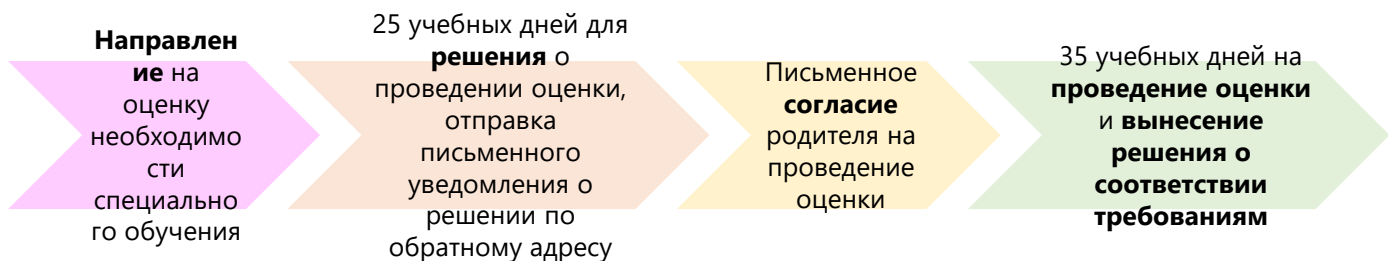 Направлен
ие на
оценку
необходимо
сти
специально
го обучения
25 учебных дней для
решения о
проведении оценки,
отправка
письменного
уведомления о
решении по
обратному адресу
Письменное
согласие
родителя на
проведение
оценки
35 учебных дней на
проведение оценки
и вынесение
решения о
соответствии
требованиям